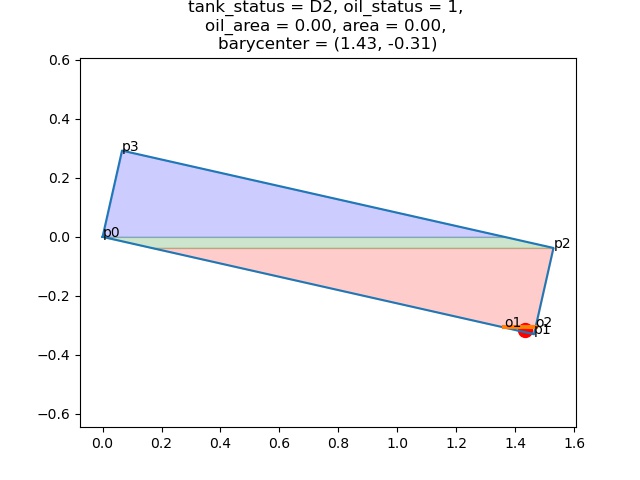 tank_status = D2, oil_status = 1,
oil_area = 0.00, area = 0.00,
barycenter = (1.43, -0.31)
0.6
0.4
0.2
0.0
−0.2
−0.4
−0.6
p3
p0
p2
o1
o2
p1
0.0 0.2 0.4 0.6 0.8 1.0 1.2 1.4 1.6